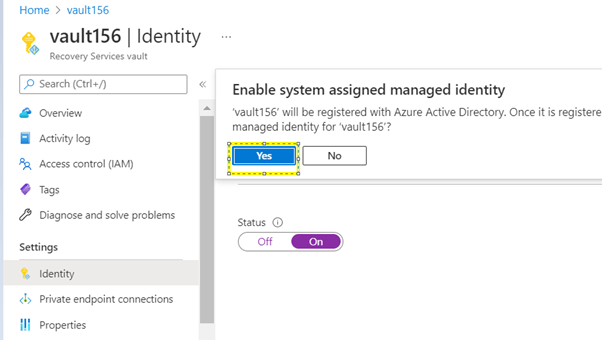 Home > vault156
vault156 | Identity ...
Recovery Services vault
Search (Ctrl+/)
«
Overview
Activity log
Access control (IAM)
Tags
Diagnose and solve problems
Settings
Identity
Private endpoint connections
Properties
Enable system assigned managed identity
'vault156' will be registered with Azure Active Directory. Once it is registere
managed identity for 'vault156'?
Yes No
Status
Off On